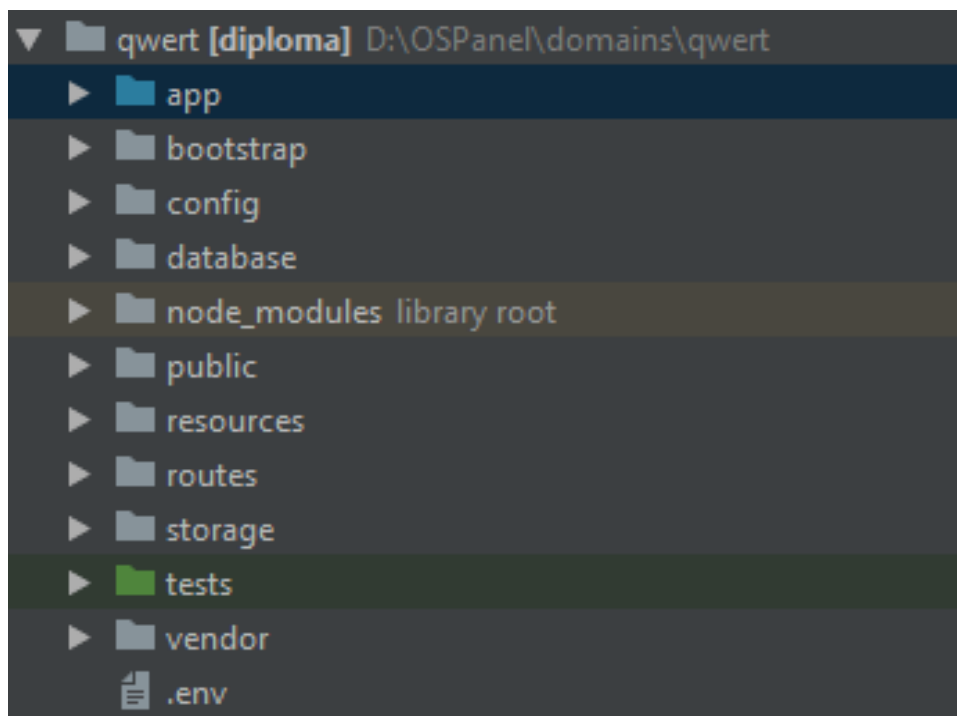 qwert [diploma] D:\OSPanel\domains\qwert
app
bootstrap
config
database
node_modules library root
public
resources
routes
storage
tests
vendor
.env